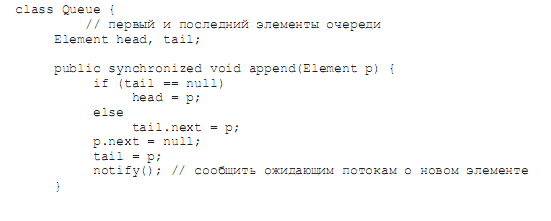 class Queue {
// первый и последний элементы очереди
Element head, tail;
public synchronized void append(Element p) {
if (tail == null)
head = p;
else
tail.next = p;
p.next = null;
tail = p;
notify(); // сообщить ожидающим потокам о новом элементе
}